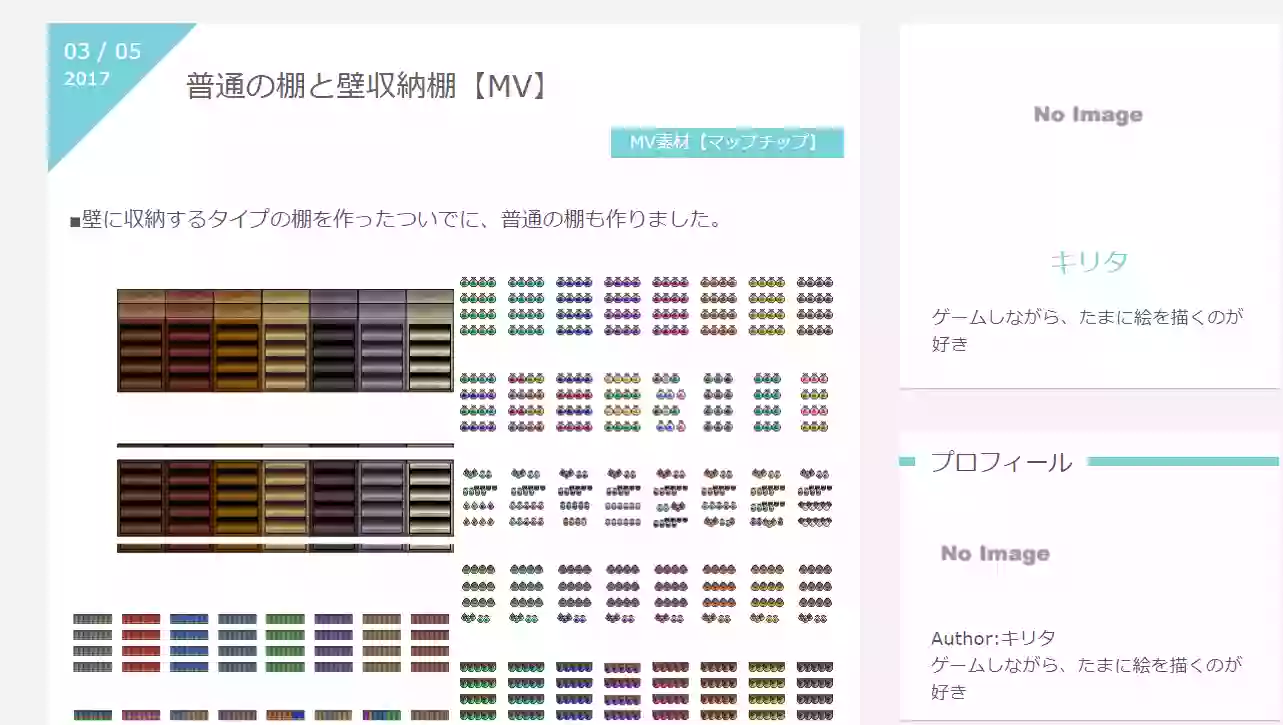 03 / 05
2017
普通の棚と壁収納棚【MV】
MV素材【マップチップ】
■壁に収納するタイプの棚を作ったついでに、普通の棚も作りました。
No Image
キリタ
ゲームしながら、たまに絵を描くのが
好き
プロフィール
No Image
Author:キリタ
ゲームしながら、たまに絵を描くのが
好き